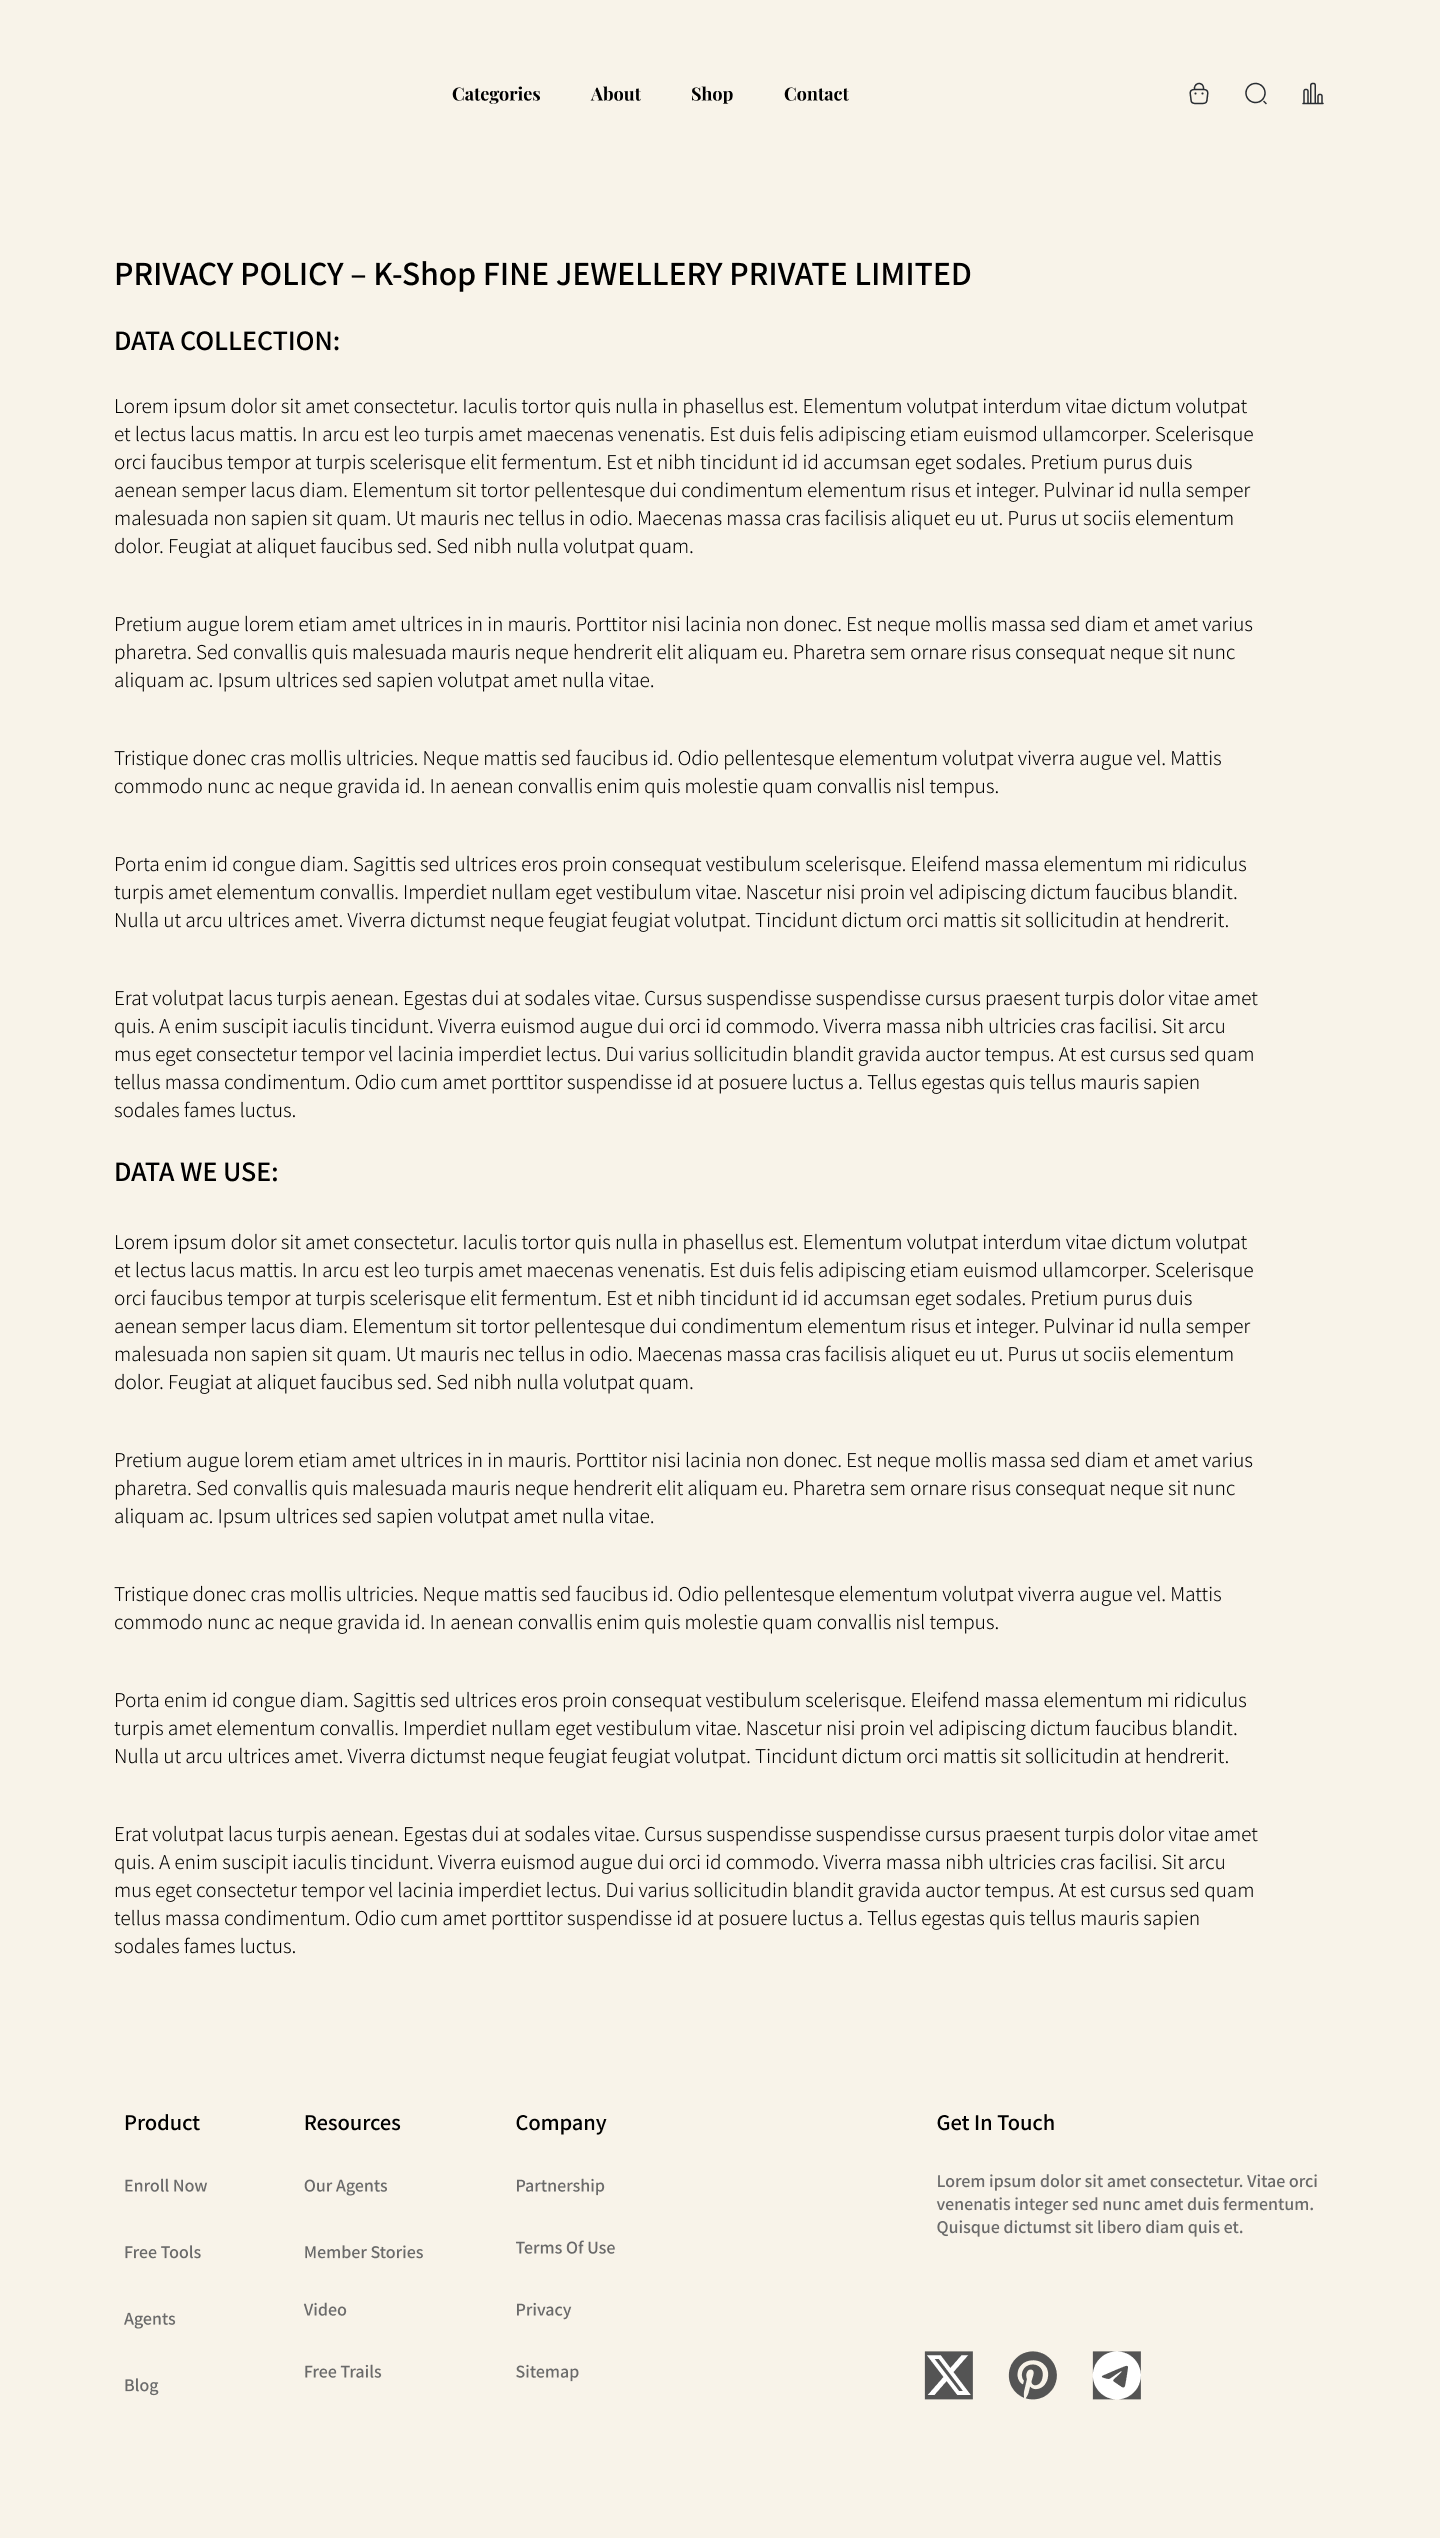 Categories About Shop Contact
PRIVACY POLICY – K-Shop FINE JEWELLERY PRIVATE LIMITED
DATA COLLECTION:
Lorem ipsum dolor sit amet consectetur. Iaculis tortor quis nulla in phasellus est. Elementum volutpat interdum vitae dictum volutpat
et lectus lacus mattis. In arcu est leo turpis amet maecenas venenatis. Est duis felis adipiscing etiam euismod ullamcorper. Scelerisque
orci faucibus tempor at turpis scelerisque elit fermentum. Est et nibh tincidunt id id accumsan eget sodales. Pretium purus duis
aenean semper lacus diam. Elementum sit tortor pellentesque dui condimentum elementum risus et integer. Pulvinar id nulla semper
malesuada non sapien sit quam. Ut mauris nec tellus in odio. Maecenas massa cras facilisis aliquet eu ut. Purus ut sociis elementum
dolor. Feugiat at aliquet faucibus sed. Sed nibh nulla volutpat quam.
Pretium augue lorem etiam amet ultrices in in mauris. Porttitor nisi lacinia non donec. Est neque mollis massa sed diam et amet varius
pharetra. Sed convallis quis malesuada mauris neque hendrerit elit aliquam eu. Pharetra sem ornare risus consequat neque sit nunc
aliquam ac. Ipsum ultrices sed sapien volutpat amet nulla vitae.
Tristique donec cras mollis ultricies. Neque mattis sed faucibus id. Odio pellentesque elementum volutpat viverra augue vel. Mattis
commodo nunc ac neque gravida id. In aenean convallis enim quis molestie quam convallis nisl tempus.
Porta enim id congue diam. Sagittis sed ultrices eros proin consequat vestibulum scelerisque. Eleifend massa elementum mi ridiculus
turpis amet elementum convallis. Imperdiet nullam eget vestibulum vitae. Nascetur nisi proin vel adipiscing dictum faucibus blandit.
Nulla ut arcu ultrices amet. Viverra dictumst neque feugiat feugiat volutpat. Tincidunt dictum orci mattis sit sollicitudin at hendrerit.
Erat volutpat lacus turpis aenean. Egestas dui at sodales vitae. Cursus suspendisse suspendisse cursus praesent turpis dolor vitae amet
quis. A enim suscipit iaculis tincidunt. Viverra euismod augue dui orci id commodo. Viverra massa nibh ultricies cras facilisi. Sit arcu
mus eget consectetur tempor vel lacinia imperdiet lectus. Dui varius sollicitudin blandit gravida auctor tempus. At est cursus sed quam
tellus massa condimentum. Odio cum amet porttitor suspendisse id at posuere luctus a. Tellus egestas quis tellus mauris sapien
sodales fames luctus.
DATA WE USE:
Lorem ipsum dolor sit amet consectetur. Iaculis tortor quis nulla in phasellus est. Elementum volutpat interdum vitae dictum volutpat
et lectus lacus mattis. In arcu est leo turpis amet maecenas venenatis. Est duis felis adipiscing etiam euismod ullamcorper. Scelerisque
orci faucibus tempor at turpis scelerisque elit fermentum. Est et nibh tincidunt id id accumsan eget sodales. Pretium purus duis
aenean semper lacus diam. Elementum sit tortor pellentesque dui condimentum elementum risus et integer. Pulvinar id nulla semper
malesuada non sapien sit quam. Ut mauris nec tellus in odio. Maecenas massa cras facilisis aliquet eu ut. Purus ut sociis elementum
dolor. Feugiat at aliquet faucibus sed. Sed nibh nulla volutpat quam.
Pretium augue lorem etiam amet ultrices in in mauris. Porttitor nisi lacinia non donec. Est neque mollis massa sed diam et amet varius
pharetra. Sed convallis quis malesuada mauris neque hendrerit elit aliquam eu. Pharetra sem ornare risus consequat neque sit nunc
aliquam ac. Ipsum ultrices sed sapien volutpat amet nulla vitae.
Tristique donec cras mollis ultricies. Neque mattis sed faucibus id. Odio pellentesque elementum volutpat viverra augue vel. Mattis
commodo nunc ac neque gravida id. In aenean convallis enim quis molestie quam convallis nisl tempus.
Porta enim id congue diam. Sagittis sed ultrices eros proin consequat vestibulum scelerisque. Eleifend massa elementum mi ridiculus
turpis amet elementum convallis. Imperdiet nullam eget vestibulum vitae. Nascetur nisi proin vel adipiscing dictum faucibus blandit.
Nulla ut arcu ultrices amet. Viverra dictumst neque feugiat feugiat volutpat. Tincidunt dictum orci mattis sit sollicitudin at hendrerit.
Erat volutpat lacus turpis aenean. Egestas dui at sodales vitae. Cursus suspendisse suspendisse cursus praesent turpis dolor vitae amet
quis. A enim suscipit iaculis tincidunt. Viverra euismod augue dui orci id commodo. Viverra massa nibh ultricies cras facilisi. Sit arcu
mus eget consectetur tempor vel lacinia imperdiet lectus. Dui varius sollicitudin blandit gravida auctor tempus. At est cursus sed quam
tellus massa condimentum. Odio cum amet porttitor suspendisse id at posuere luctus a. Tellus egestas quis tellus mauris sapien
sodales fames luctus.
Product
Enroll Now
Free Tools
Agents
Blog
Resources
Our Agents
Member Stories
Video
Free Trails
Company
Partnership
Terms Of Use
Privacy
Sitemap
Get In Touch
Lorem ipsum dolor sit amet consectetur. Vitae orci
venenatis integer sed nunc amet duis fermentum.
Quisque dictumst sit libero diam quis et.